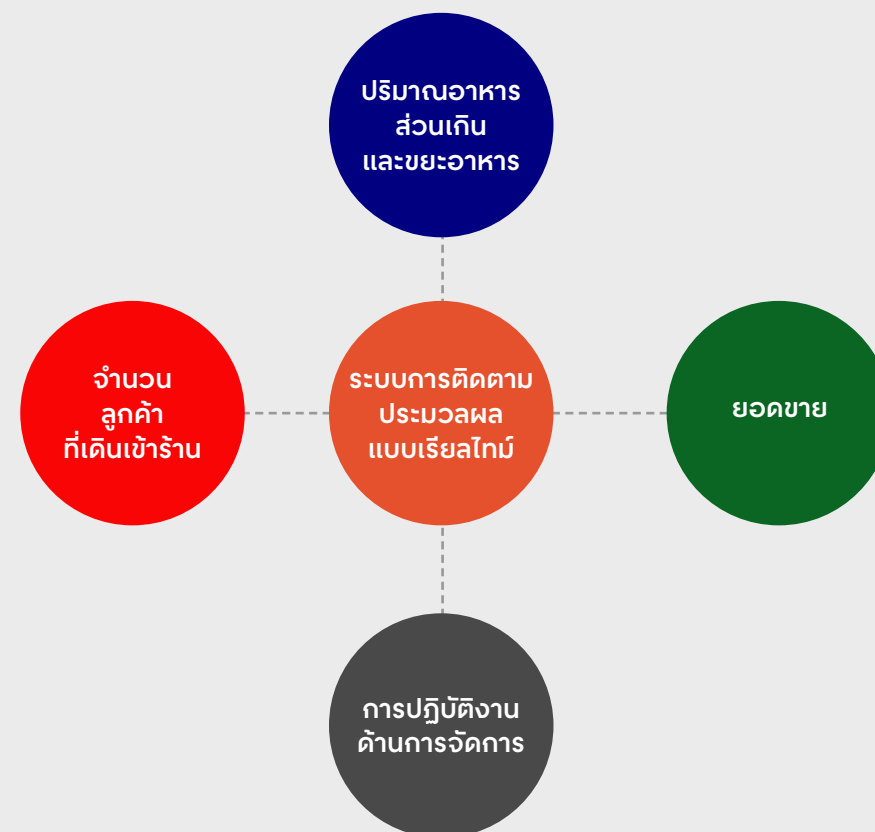 ปริมาณอาหาร
ส่วนเกิน
และขยะอาหาร
จำนวน
ลูกค้า
ที่เดินเข้าร้าน
ระบบการติดตาม
ประมวลผล
แบบเรียลไทม์
ยอดขาย
การปฏิบัติงาน
ด้านการจัดการ